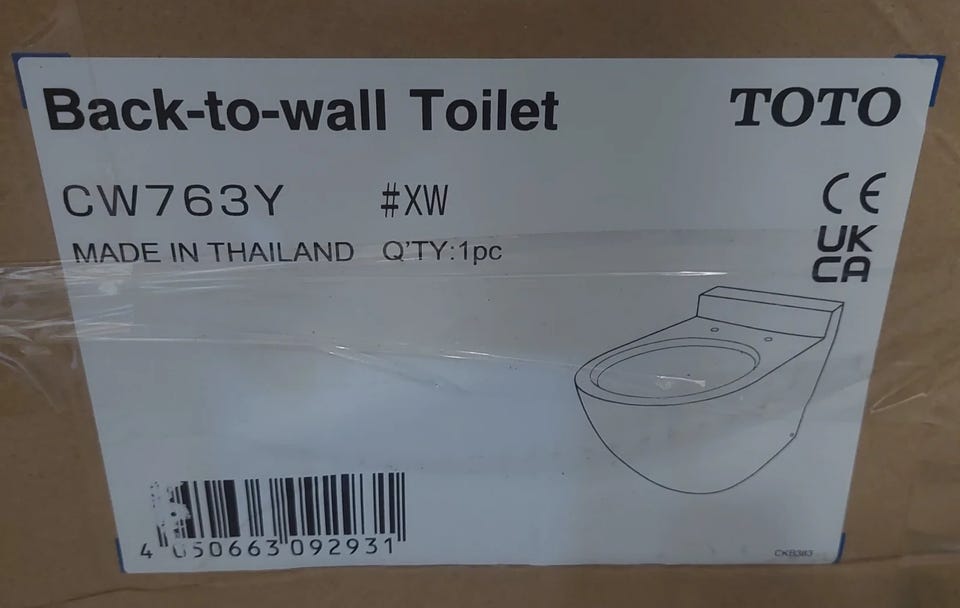 Back-to-wall Toilet TOTO
CW763Y #XW
CE
MADE IN THAILAND Q'TY:1pc
UK
CA
4 050663 092931
CKB383